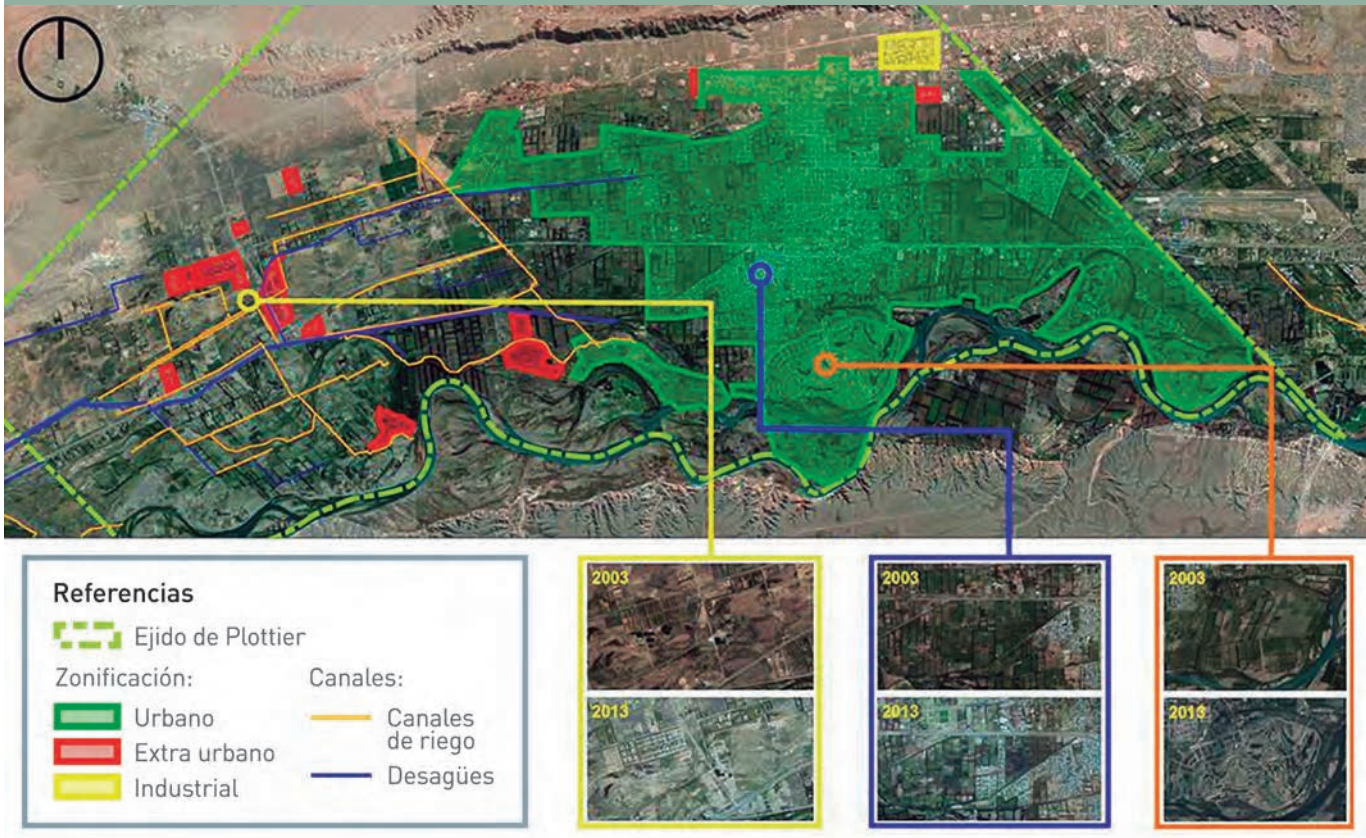 Referencias
Ejido de Plottier
Zonificación:
Urbano
Extra urbano
Industrial
Canales:
Canales
de riego
Desagües
2003
2013
2003
2013
2003
2013